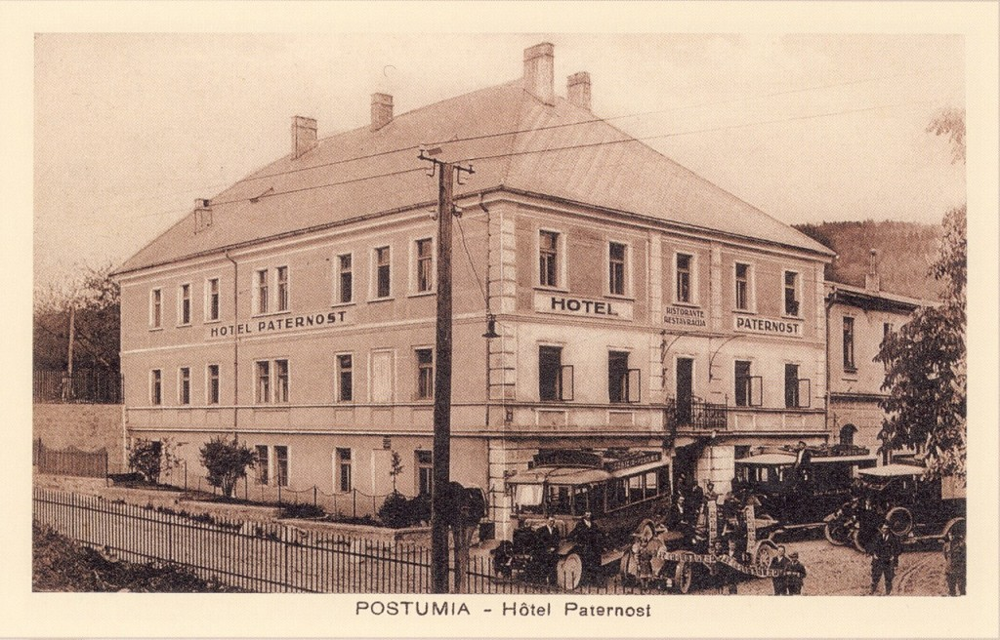 HOTEL PATERNOST
HOTEL
RISTORANTE
RESTAVRACIJA
PATERNOST
POSTUMIA - Hôtel Paternost